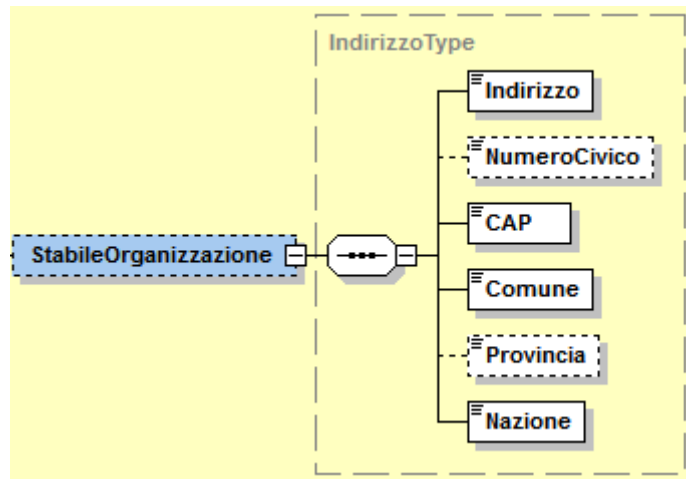 IndirizzoType
Indirizzo
NumeroCivico
CAP
StabileOrganizzazione
Comune
Provincia
Nazione